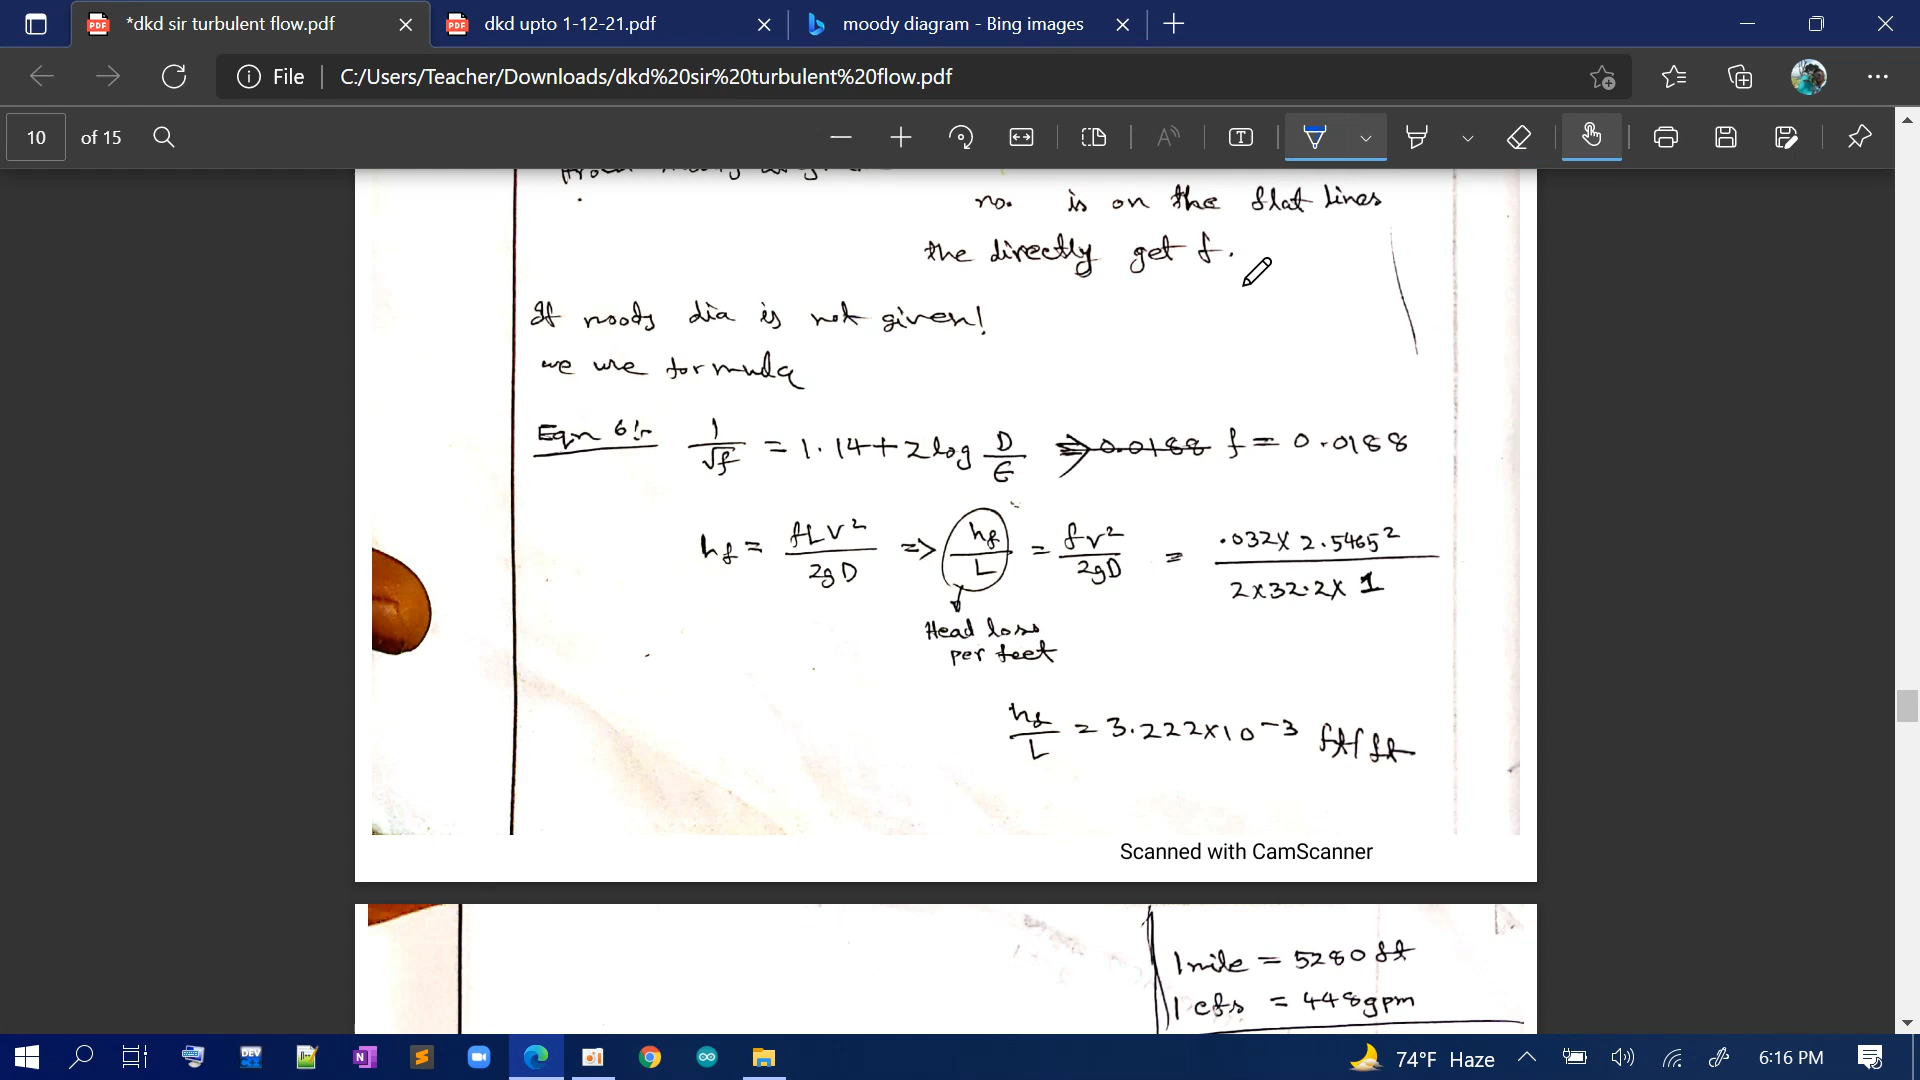 *dkd sir turbulent flow.pdf
dkd upto 1-12-21.pdf
moody diagram - Bing images
File
C:/Users/Teacher/Downloads/dkd%20sir%20turbulent%20flow.pdf
10 of 15
no. is on the flat lines
the directly get f.
If moody dia is not given!
we use formula
Eqn 6:- 1/√f = 1.14 + 2 log D/ϵ ⇒ 0.0188 f = 0.0188
hf = fLV²/2gD => hf/L = fv²/2gD = .032 x 2.5465²/2 x 32.2 x 1
Head loss
per feet
hf/L = 3.222 x 10⁻³ ft/ft
Scanned with CamScanner
1 mile = 5280 ft
1 cfs = 448 gpm
DEV
74°F Haze
6:16 PM